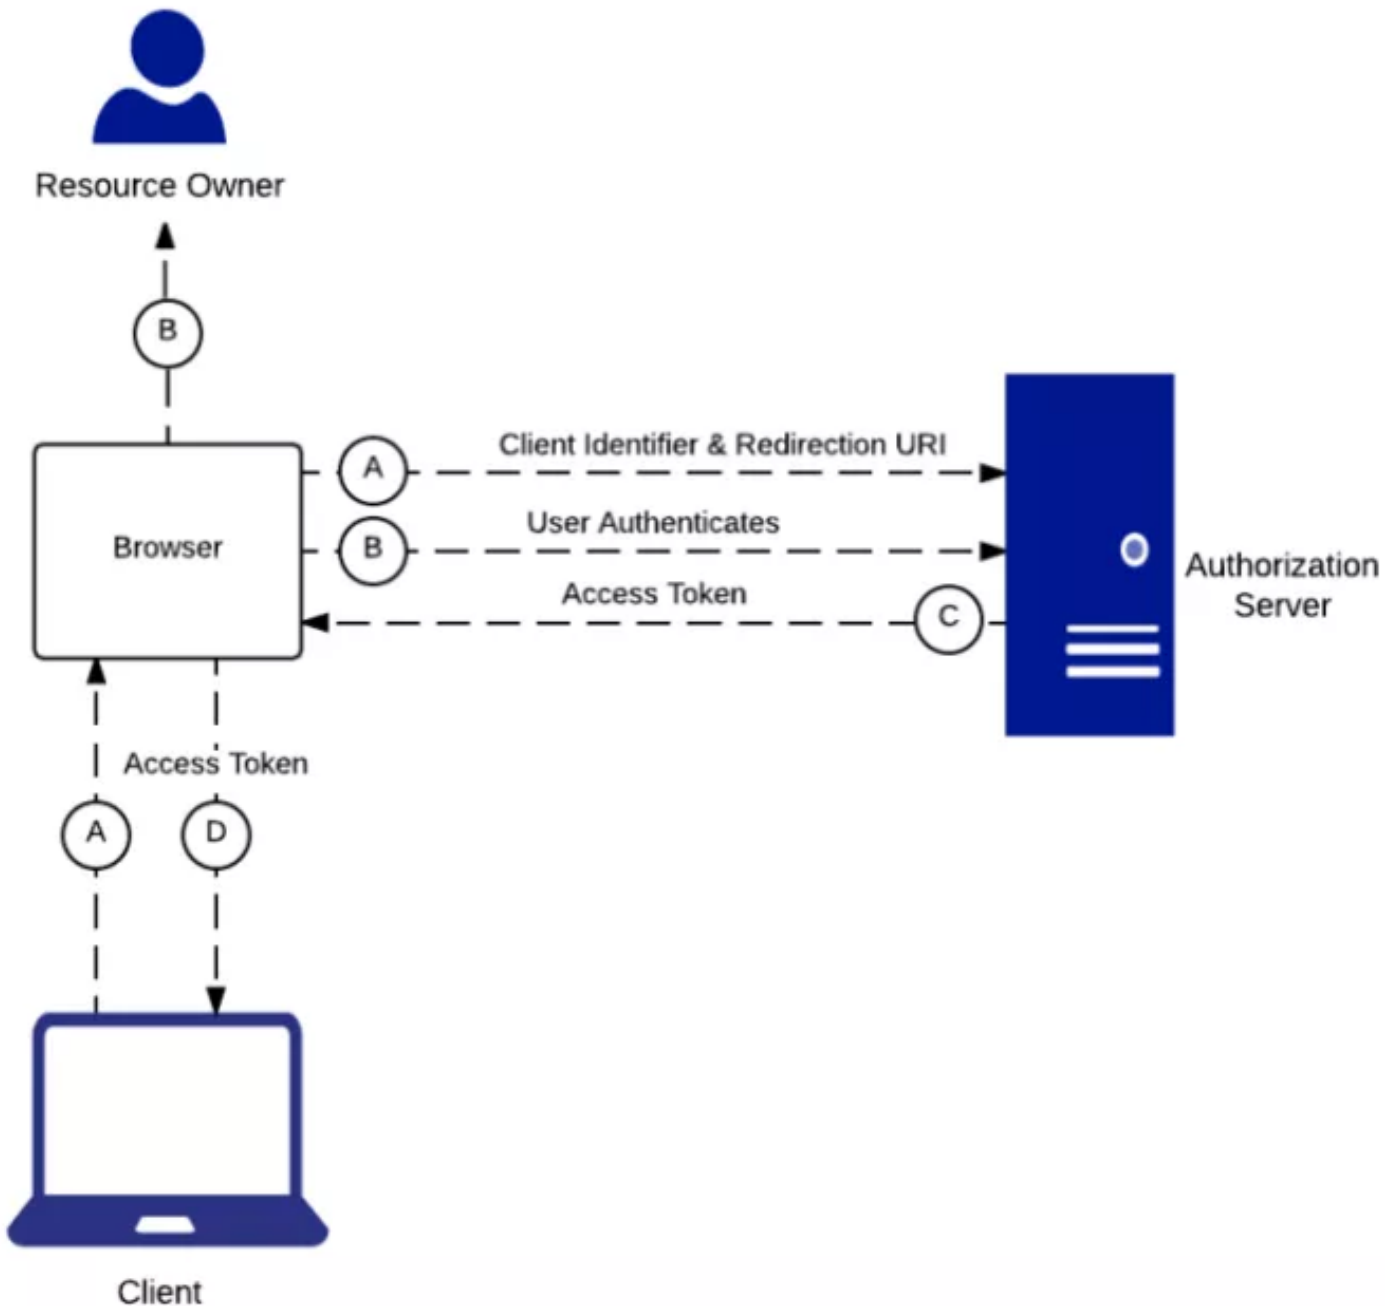 Resource Owner
B
Client Identifier & Redirection URI
A
User Authenticates
Browser
B
Access Token
C
Authorization
Server
Access Token
A
D
Client